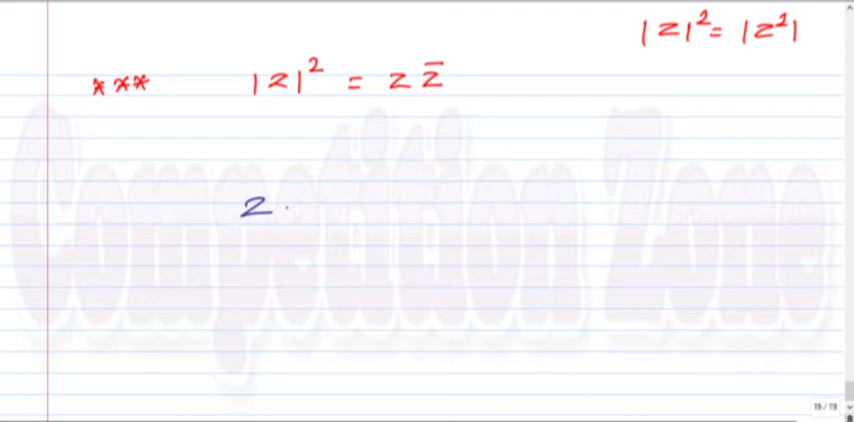 |z|² = |z²|
*** |z|² = z z̄
Competition Zone
z .
19 / 19